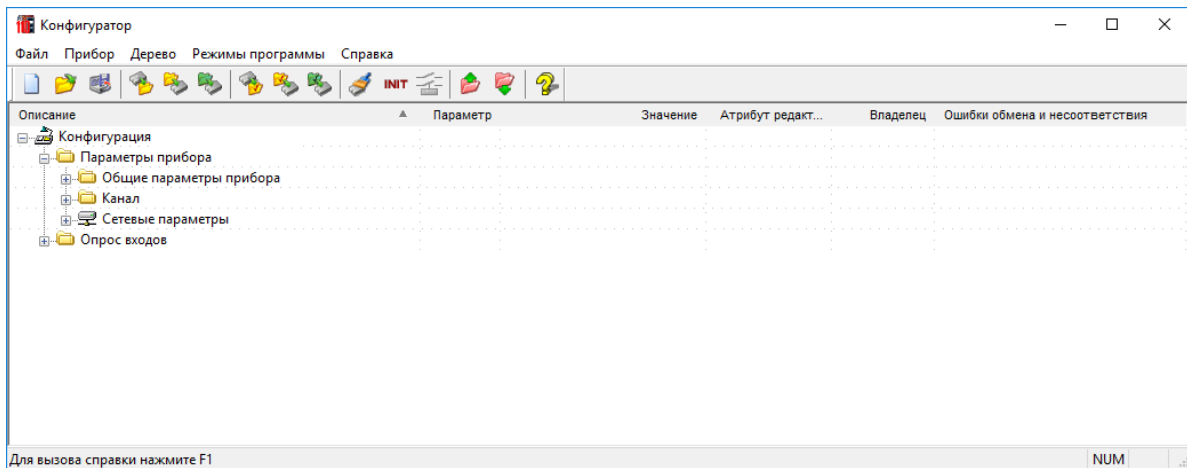 Конфигуратор
Файл Прибор Дерево Режимы программы Справка
INIT
Описание Параметр Значение Атрибут редакт... Владелец Ошибки обмена и несоответствия
Конфигурация
Параметры прибора
Общие параметры прибора
Канал
Сетевые параметры
Опрос входов
Для вызова справки нажмите F1 NUM